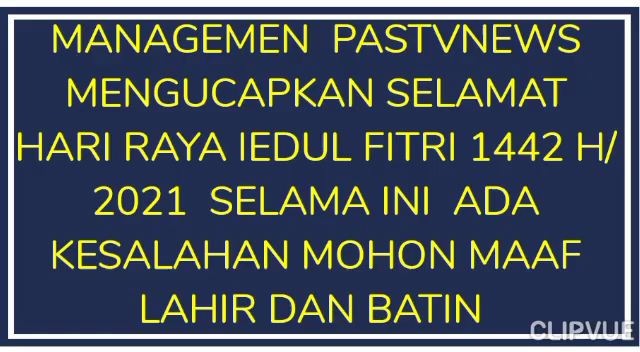 MANAGEMEN PASTVNEWS
MENGUCAPKAN SELAMAT
HARI RAYA IEDUL FITRI 1442 H/
2021 SELAMA INI ADA
KESALAHAN MOHON MAAF
LAHIR DAN BATIN
CLIPVUE